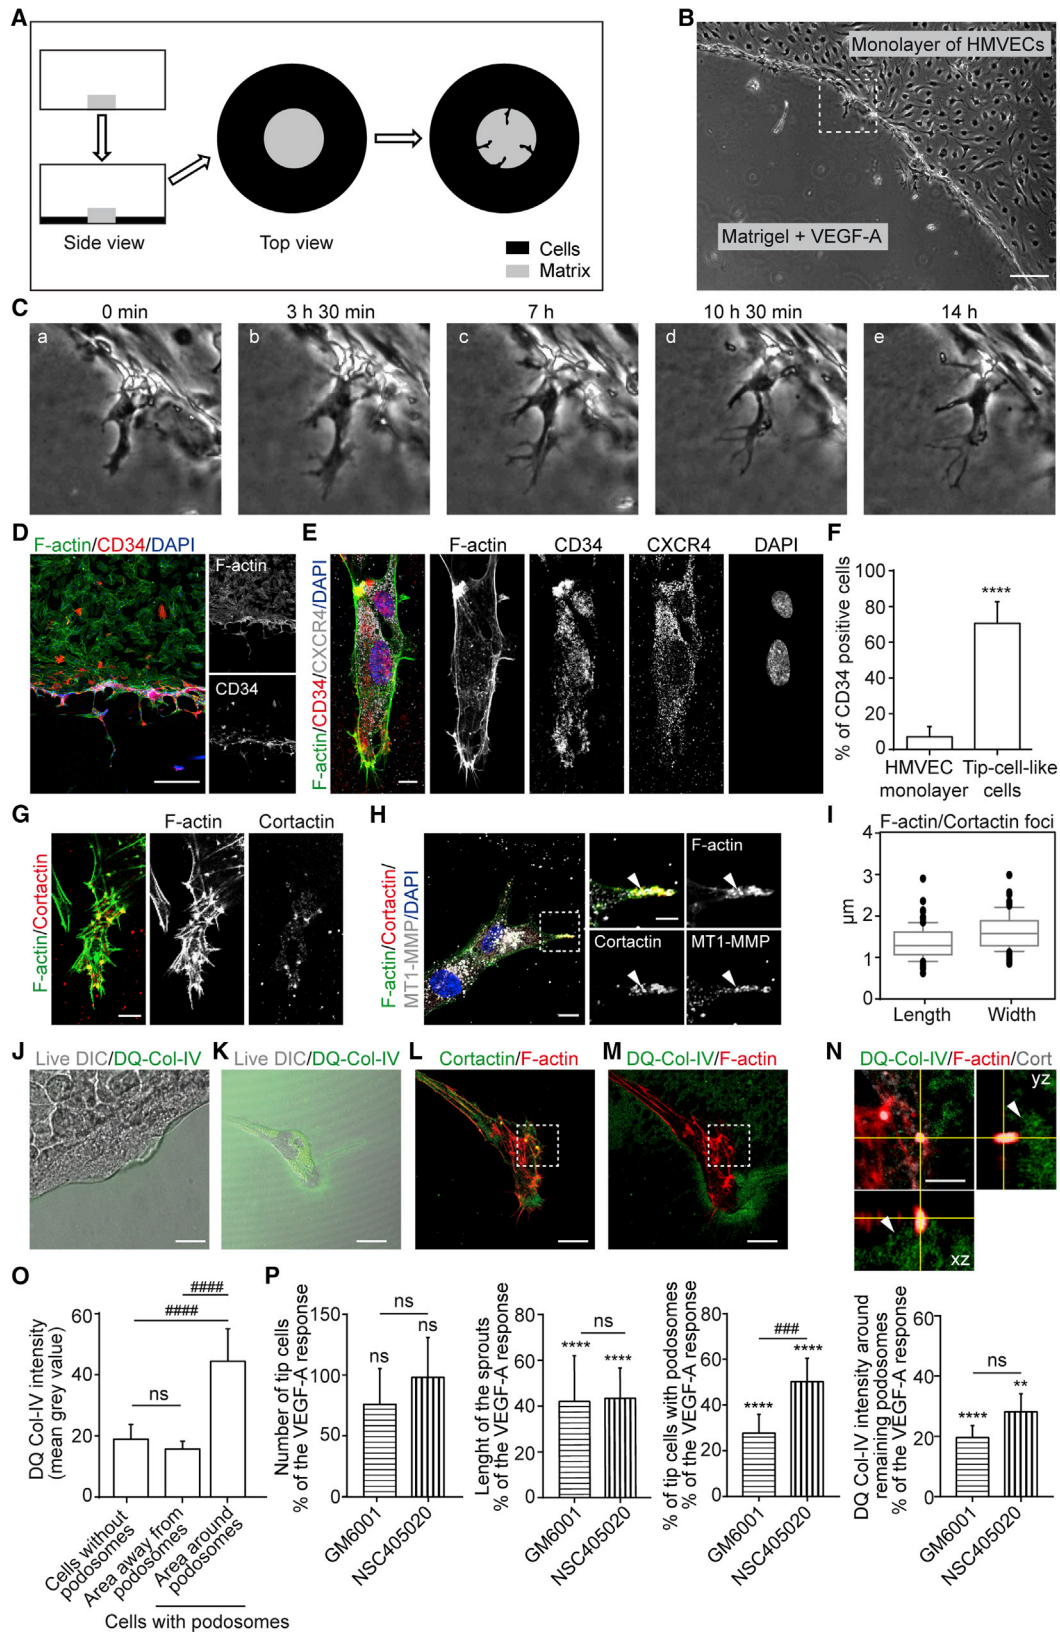 A
Side view
Top view
Cells
Matrix
B
Monolayer of HMVECs
Matrigel + VEGF-A
C
0 min
3 h 30 min
7 h
10 h 30 min
14 h
a
b
c
d
e
D
F-actin/CD34/DAPI
F-actin
CD34
E
F-actin/CD34/CXCR4/DAPI
F-actin
CD34
CXCR4
DAPI
F
% of CD34 positive cells
100
80
60
40
20
0
****
HMVEC
monolayer
Tip-cell-like
cells
G
F-actin/Cortactin
F-actin
Cortactin
H
F-actin/Cortactin/
MT1-MMP/DAPI
F-actin
Cortactin
MT1-MMP
I
F-actin/Cortactin foci
µm
4
3
2
1
0
Length
Width
J
Live DIC/DQ-Col-IV
K
Live DIC/DQ-Col-IV
L
Cortactin/F-actin
M
DQ-Col-IV/F-actin
N
DQ-Col-IV/F-actin/Cort
yz
xz
O
DQ Col-IV intensity
(mean grey value)
60
40
20
0
####
####
ns
Cells without
podosomes
Area away from
podosomes
Area around
podosomes
Cells with podosomes
P
Number of tip cells
% of the VEGF-A response
150
100
50
0
ns
ns
ns
GM6001
NSC405020
Lenght of the sprouts
% of the VEGF-A response
80
60
40
20
0
ns
****
****
GM6001
NSC405020
% of tip cells with podosomes
% of the VEGF-A response
80
60
40
20
0
###
****
****
GM6001
NSC405020
DQ Col-IV intensity around
remaining podosomes
% of the VEGF-A response
60
40
20
0
ns
****
**
GM6001
NSC405020